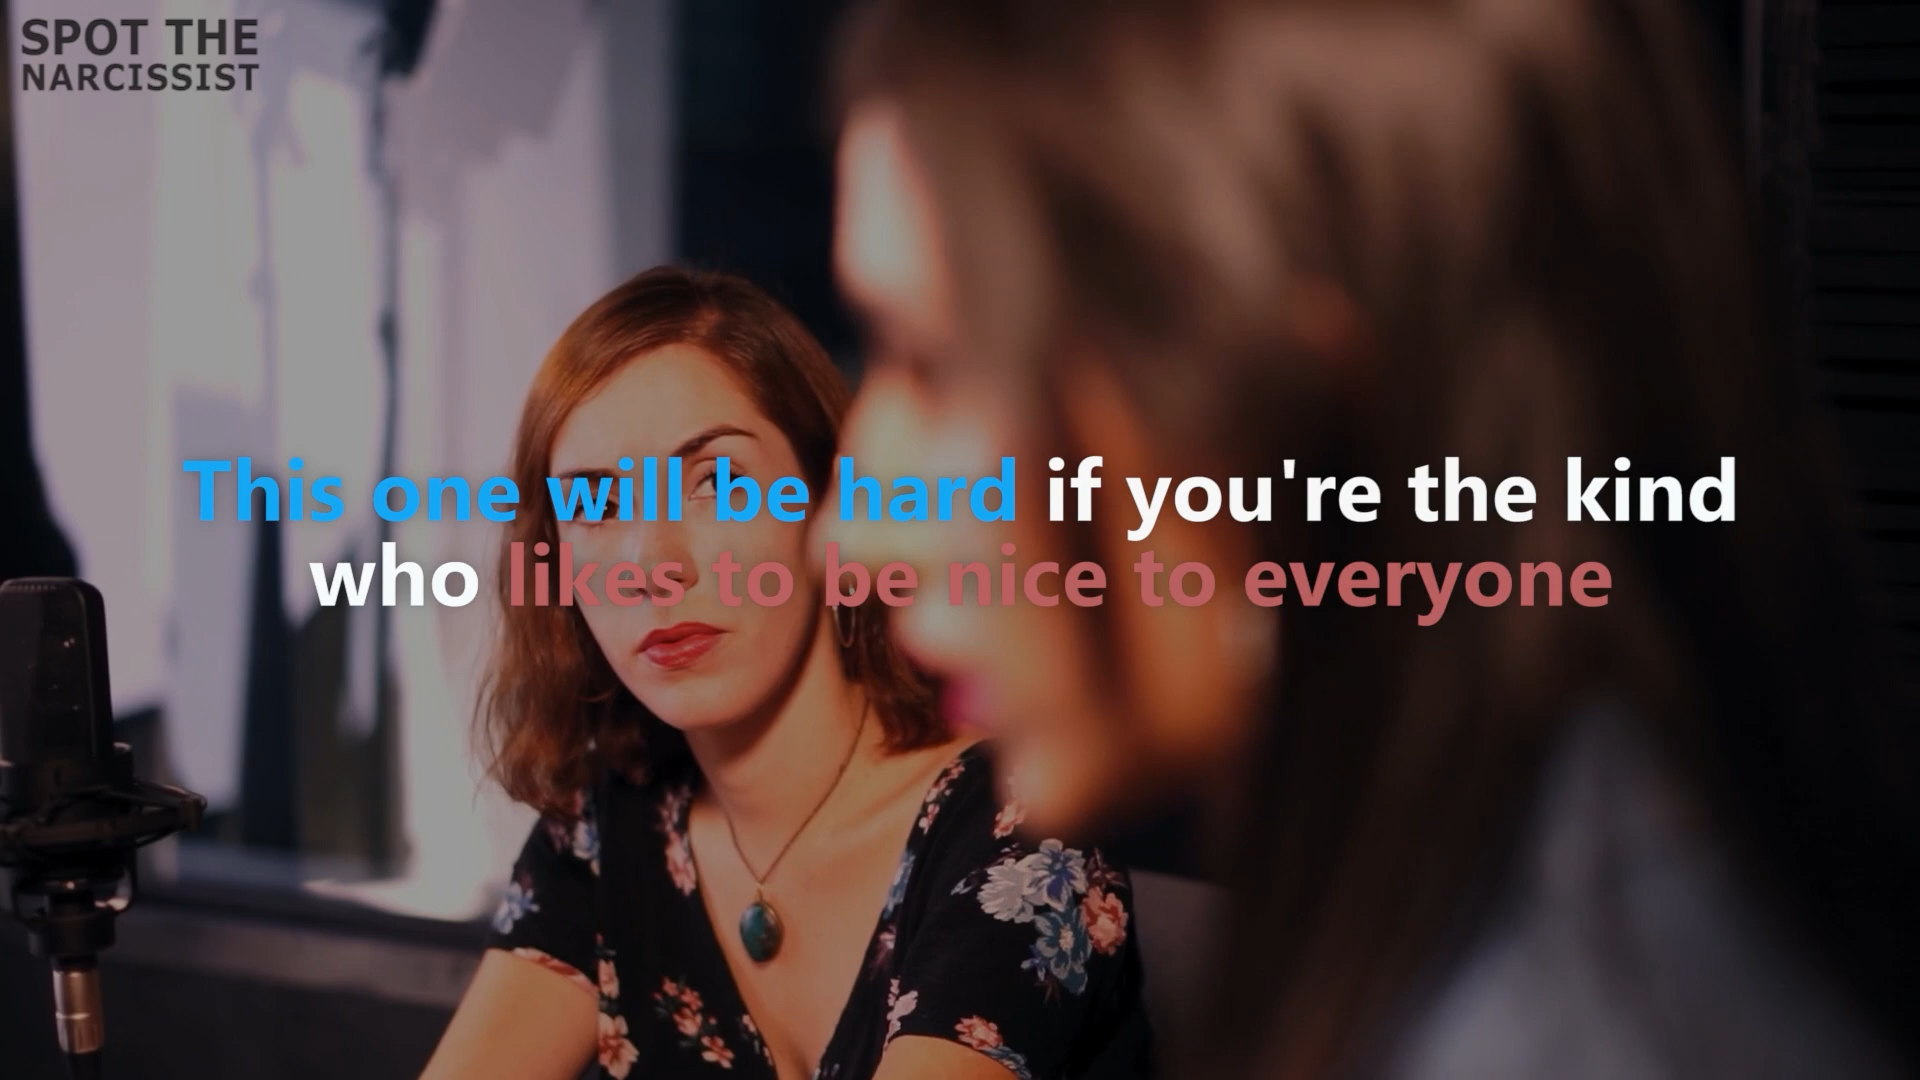 SPOT THE
NARCISSIST
This one will be hard if you're the kind
who likes to be nice to everyone